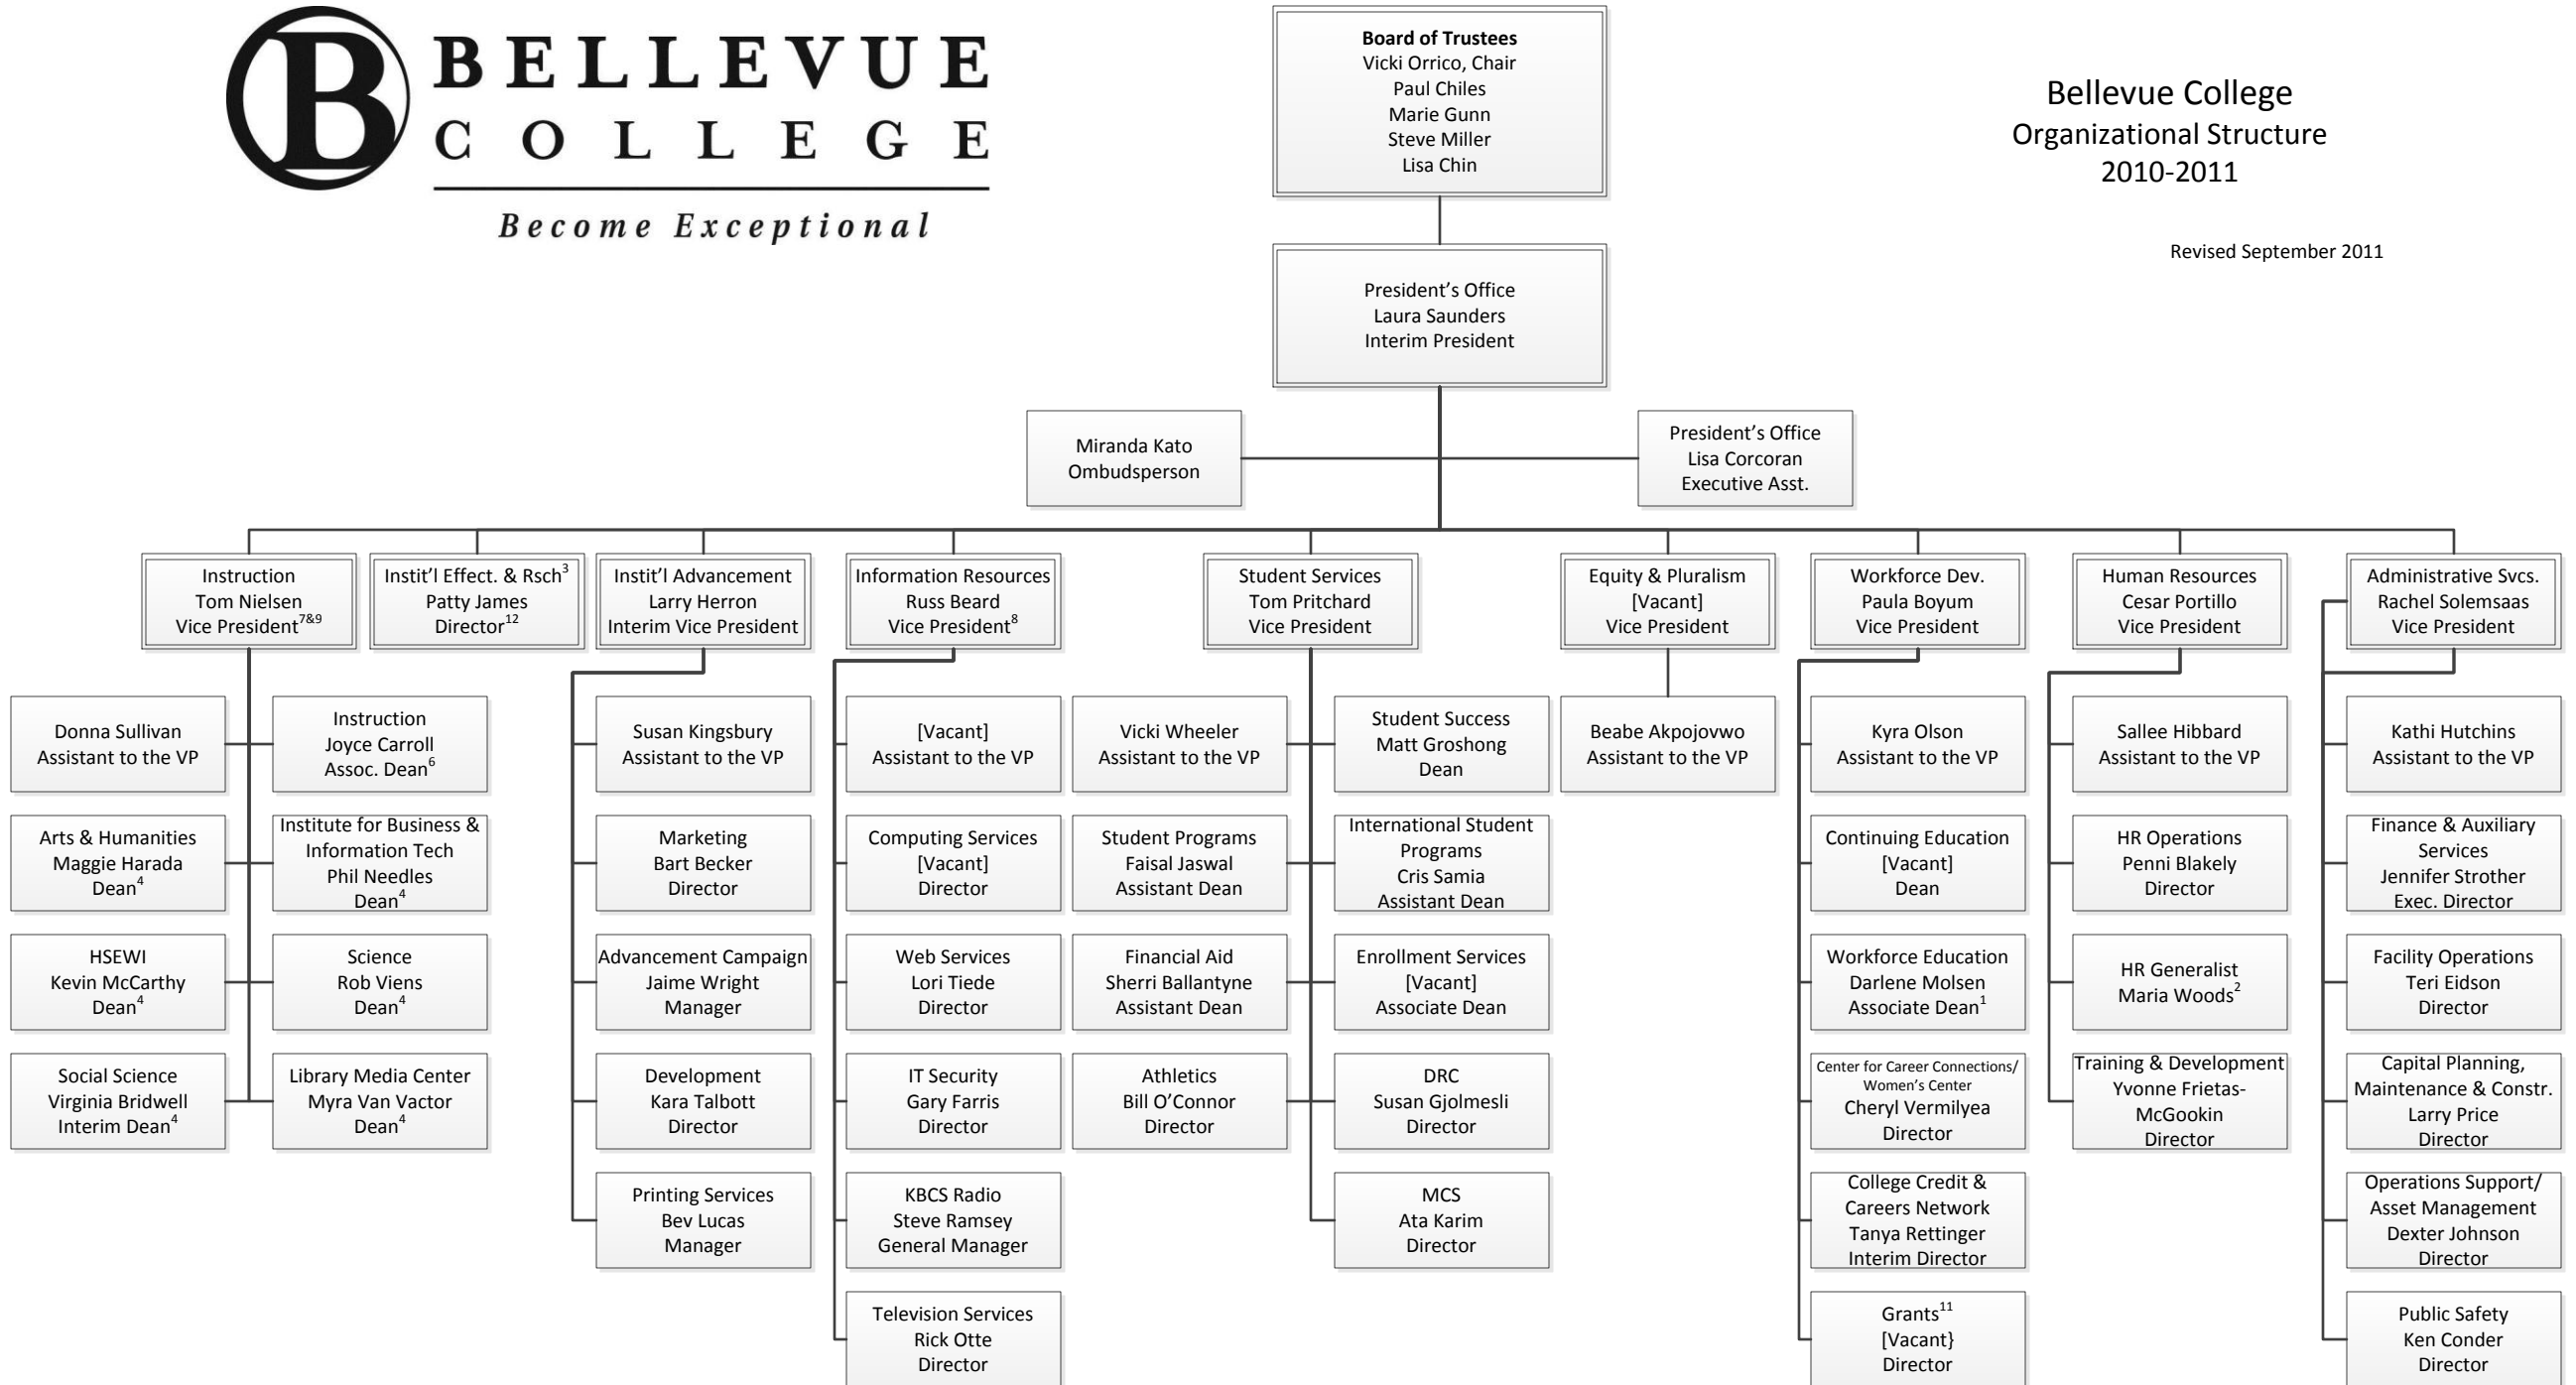 BELLEVUE
COLLEGE
Become Exceptional
Board of Trustees
Vicki Orrico, Chair
Paul Chiles
Marie Gunn
Steve Miller
Lisa Chin
Bellevue College
Organizational Structure
2010-2011
Revised September 2011
President's Office
Laura Saunders
Interim President
Miranda Kato
Ombudsperson
President's Office
Lisa Corcoran
Executive Asst.
Instruction
Tom Nielsen
Vice President7&9
Instit'l Effect. & Rsch3
Patty James
Director12
Instit'l Advancement
Larry Herron
Interim Vice President
Information Resources
Russ Beard
Vice President8
Student Services
Tom Pritchard
Vice President
Equity & Pluralism
[Vacant]
Vice President
Workforce Dev.
Paula Boyum
Vice President
Human Resources
Cesar Portillo
Vice President
Administrative Svcs.
Rachel Solemsaas
Vice President
Donna Sullivan
Assistant to the VP
Instruction
Joyce Carroll
Assoc. Dean6
Susan Kingsbury
Assistant to the VP
[Vacant]
Assistant to the VP
Vicki Wheeler
Assistant to the VP
Student Success
Matt Groshong
Dean
Beabe Akpojovwo
Assistant to the VP
Kyra Olson
Assistant to the VP
Sallee Hibbard
Assistant to the VP
Kathi Hutchins
Assistant to the VP
Arts & Humanities
Maggie Harada
Dean4
Institute for Business &
Information Tech
Phil Needles
Dean4
Marketing
Bart Becker
Director
Computing Services
[Vacant]
Director
Student Programs
Faisal Jaswal
Assistant Dean
International Student
Programs
Cris Samia
Assistant Dean
Continuing Education
[Vacant]
Dean
HR Operations
Penni Blakely
Director
Finance & Auxiliary
Services
Jennifer Strother
Exec. Director
HSEWI
Kevin McCarthy
Dean4
Science
Rob Viens
Dean4
Advancement Campaign
Jaime Wright
Manager
Web Services
Lori Tiede
Director
Financial Aid
Sherri Ballantyne
Assistant Dean
Enrollment Services
[Vacant]
Associate Dean
Workforce Education
Darlene Molsen
Associate Dean1
HR Generalist
Maria Woods2
Facility Operations
Teri Eidson
Director
Social Science
Virginia Bridwell
Interim Dean4
Library Media Center
Myra Van Vactor
Dean4
Development
Kara Talbott
Director
IT Security
Gary Farris
Director
Athletics
Bill O'Connor
Director
DRC
Susan Gjolmesli
Director
Center for Career Connections/
Women's Center
Cheryl Vermilyea
Director
Training & Development
Yvonne Frietas-
McGookin
Director
Capital Planning,
Maintenance & Constr.
Larry Price
Director
Printing Services
Bev Lucas
Manager
KBCS Radio
Steve Ramsey
General Manager
MCS
Ata Karim
Director
College Credit &
Careers Network
Tanya Rettinger
Interim Director
Operations Support/
Asset Management
Dexter Johnson
Director
Television Services
Rick Otte
Director
Grants11
[Vacant}
Director
Public Safety
Ken Conder
Director